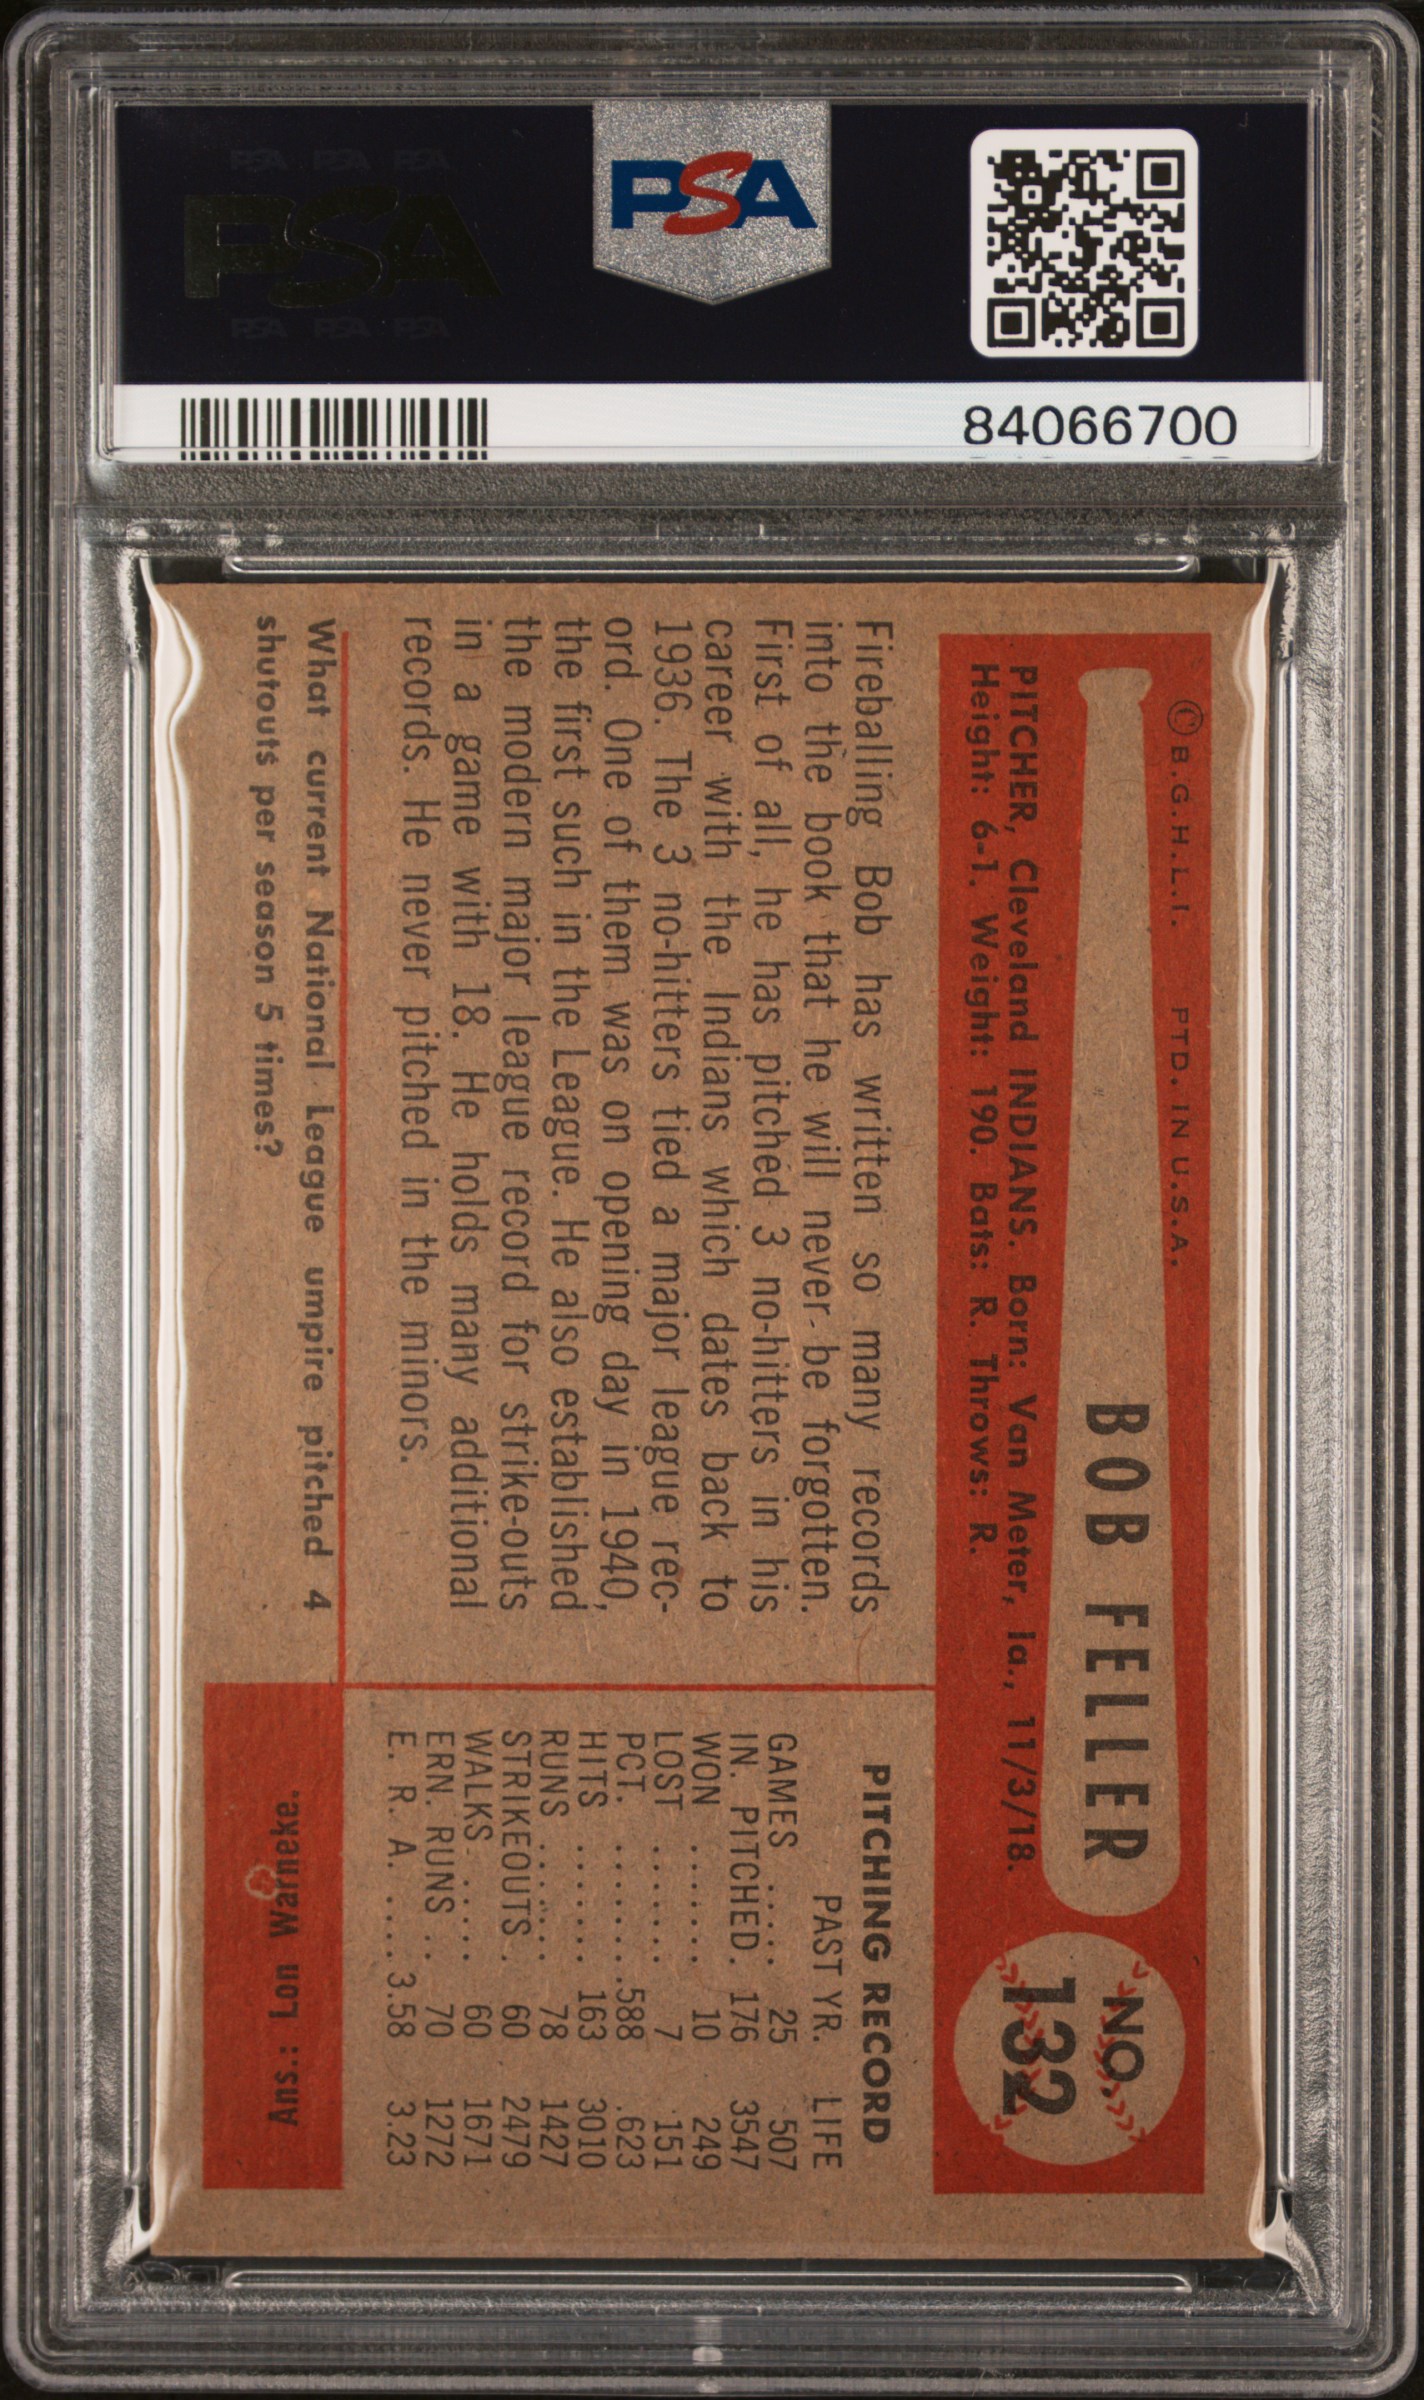 PSA PSA PSA
PSA
PSA PSA PSA
PSA
84066700
© B.G.H.L.I. PTD. IN U.S.A.
BOB FELLER
NO.
132
PITCHER, Cleveland INDIANS. Born: Van Meter, Ia., 11/3/18.
Height: 6-1. Weight: 190. Bats: R. Throws: R.
Fireballing Bob has written so many records
into the book that he will never be forgotten.
First of all, he has pitched 3 no-hitters in his
career with the Indians which dates back to
1936. The 3 no-hitters tied a major league rec-
ord. One of them was on opening day in 1940,
the first such in the League. He also established
the modern major league record for strike-outs
in a game with 18. He holds many additional
records. He never pitched in the minors.
PITCHING RECORD
PAST YR. LIFE
GAMES ..... 25 507
IN. PITCHED. 176 3547
WON ....... 10 249
LOST ....... 7 151
PCT. ........588 .623
HITS ....... 163 3010
RUNS ...... 78 1427
STRIKEOUTS . 60 2479
WALKS ..... 60 1671
ERN. RUNS .. 70 1272
E. R. A. .... 3.58 3.23
What current National League umpire pitched 4
shutouts per season 5 times?
Ans.: Lon Warneke.